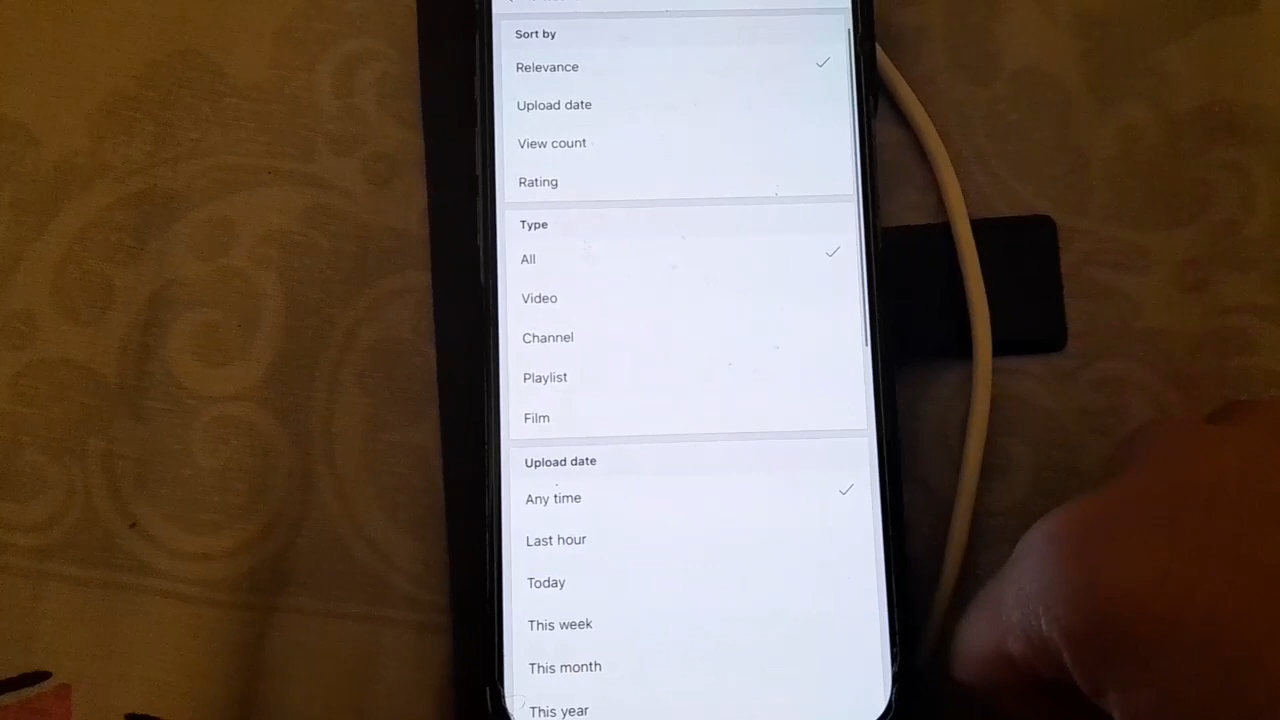 Sort by
Relevance
Upload date
View count
Rating
Type
All
Video
Channel
Playlist
Film
Upload date
Any time
Last hour
Today
This week
This month
This year